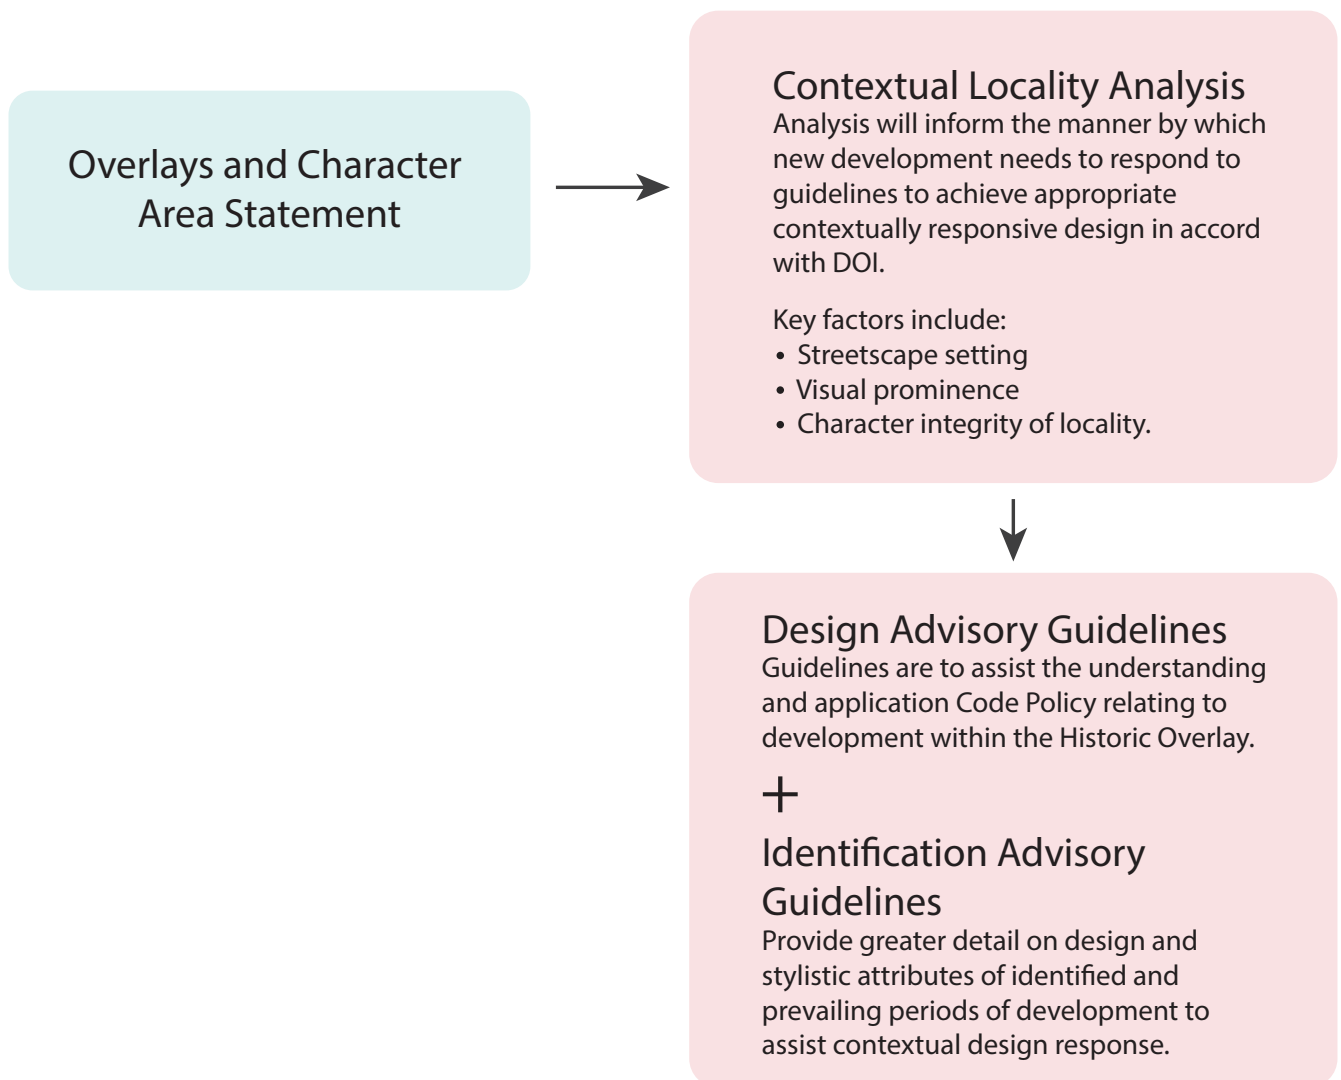 Overlays and Character
Area Statement
Contextual Locality Analysis
Analysis will inform the manner by which
new development needs to respond to
guidelines to achieve appropriate
contextually responsive design in accord
with DOI.
Key factors include:
• Streetscape setting
• Visual prominence
• Character integrity of locality.
Design Advisory Guidelines
Guidelines are to assist the understanding
and application Code Policy relating to
development within the Historic Overlay.
+
Identification Advisory
Guidelines
Provide greater detail on design and
stylistic attributes of identified and
prevailing periods of development to
assist contextual design response.